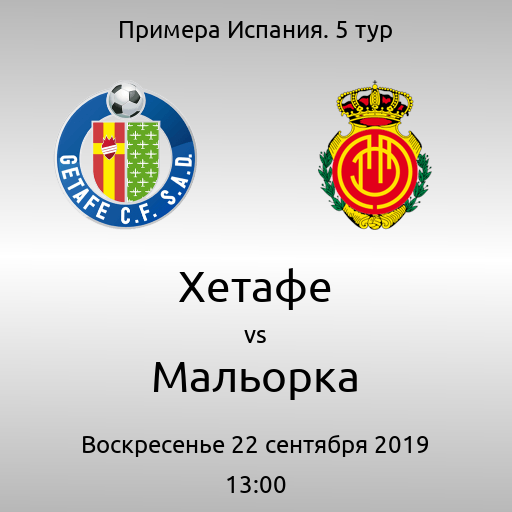 Примера Испания. 5 тур
GETAFE C.F. S.A.D.
Хетафе
vs
Мальорка
Воскресенье 22 сентября 2019
13:00